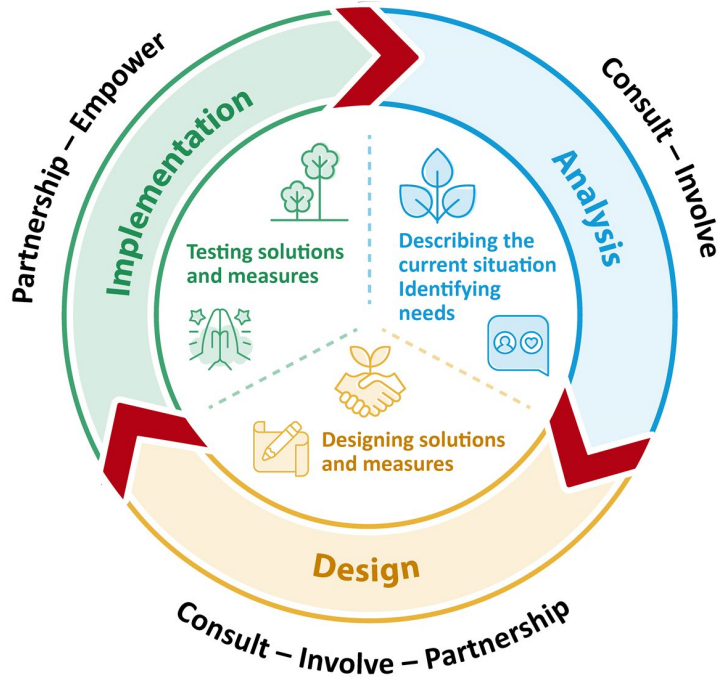 Partnership – Empower
Consult – Involve
Implementation
Analysis
Testing solutions
and measures
Describing the
current situation
Identifying
needs
Designing solutions
and measures
Design
Consult – Involve – Partnership